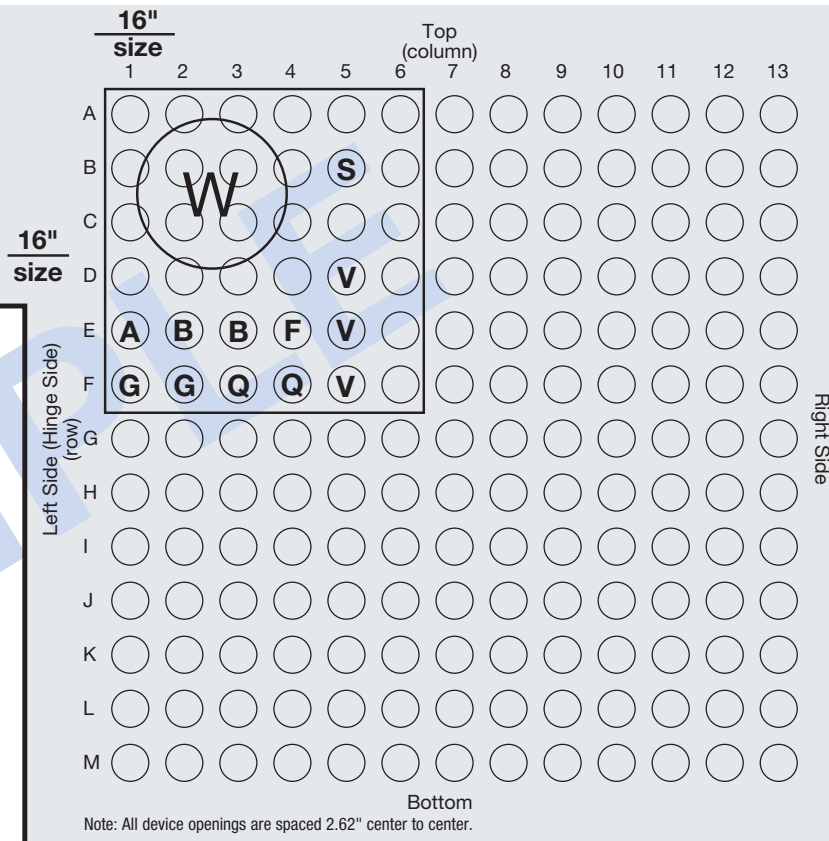 16"
size
Top
(column)
1 2 3 4 5 6 7 8 9 10 11 12 13
A
B S
W
C
16"
size
D V
E A B B F V
F G G Q Q V
Left Side (Hinge Side)
(row)
Right Side
G
H
I
J
K
L
M
Bottom
Note: All device openings are spaced 2.62" center to center.
PLE